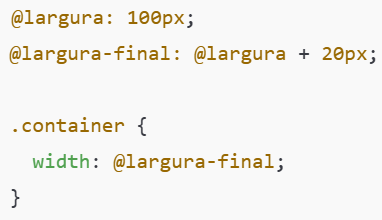 @largura: 100px;
@largura-final: @largura + 20px;
.container {
width: @largura-final;
}